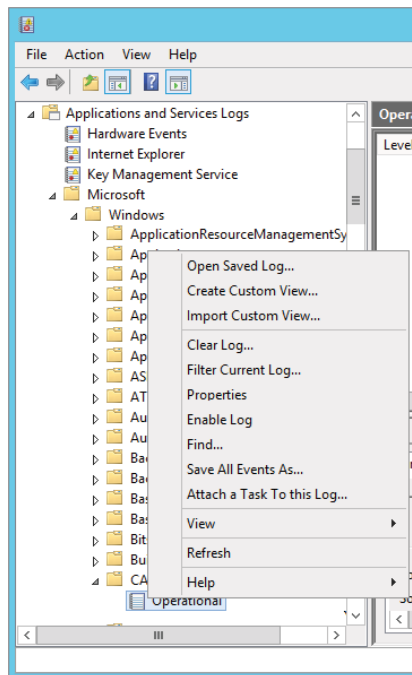 File Action View Help
Applications and Services Logs
Hardware Events
Internet Explorer
Key Management Service
Microsoft
Windows
ApplicationResourceManagementSy
Open Saved Log...
Create Custom View...
Import Custom View...
Clear Log...
Filter Current Log...
Properties
Enable Log
Find...
Save All Events As...
Attach a Task To this Log...
View
Refresh
Help
Operational